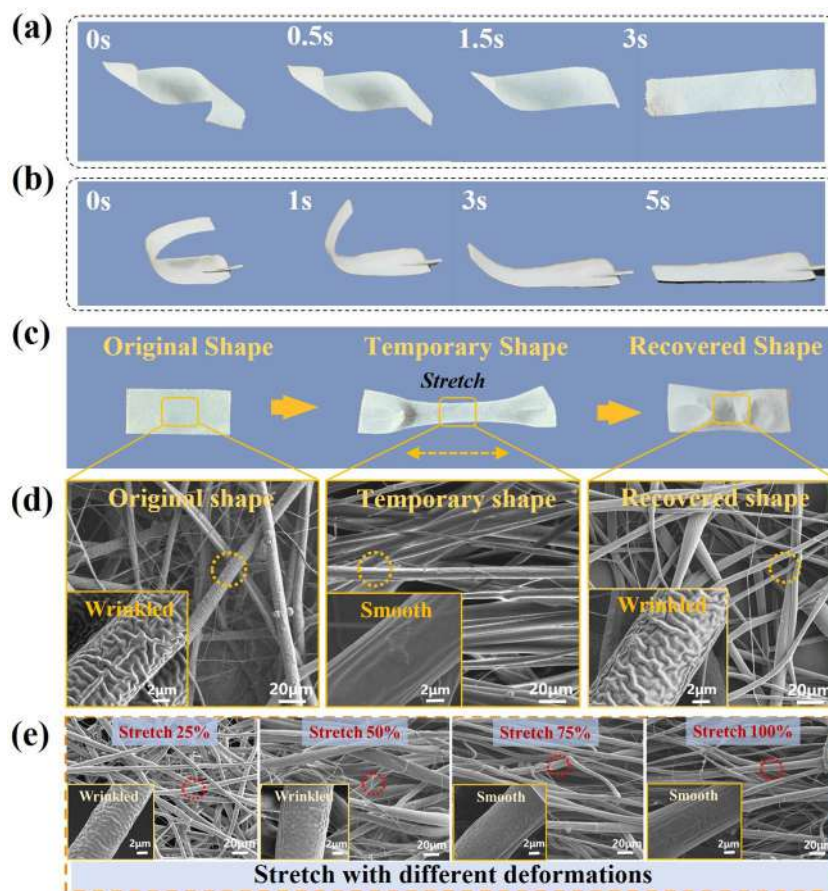 (a)
0s 0.5s 1.5s 3s
(b)
0s 1s 3s 5s
(c)
Original Shape Temporary Shape Recovered Shape
Stretch
(d)
Original shape Temporary shape Recovered shape
Wrinkled Smooth Wrinkled
2μm 20μm 2μm 20μm 2μm 20μm
(e)
Stretch 25% Stretch 50% Stretch 75% Stretch 100%
Wrinkled Wrinkled Smooth Smooth
2μm 20μm 2μm 20μm 2μm 20μm 2μm 20μm
Stretch with different deformations